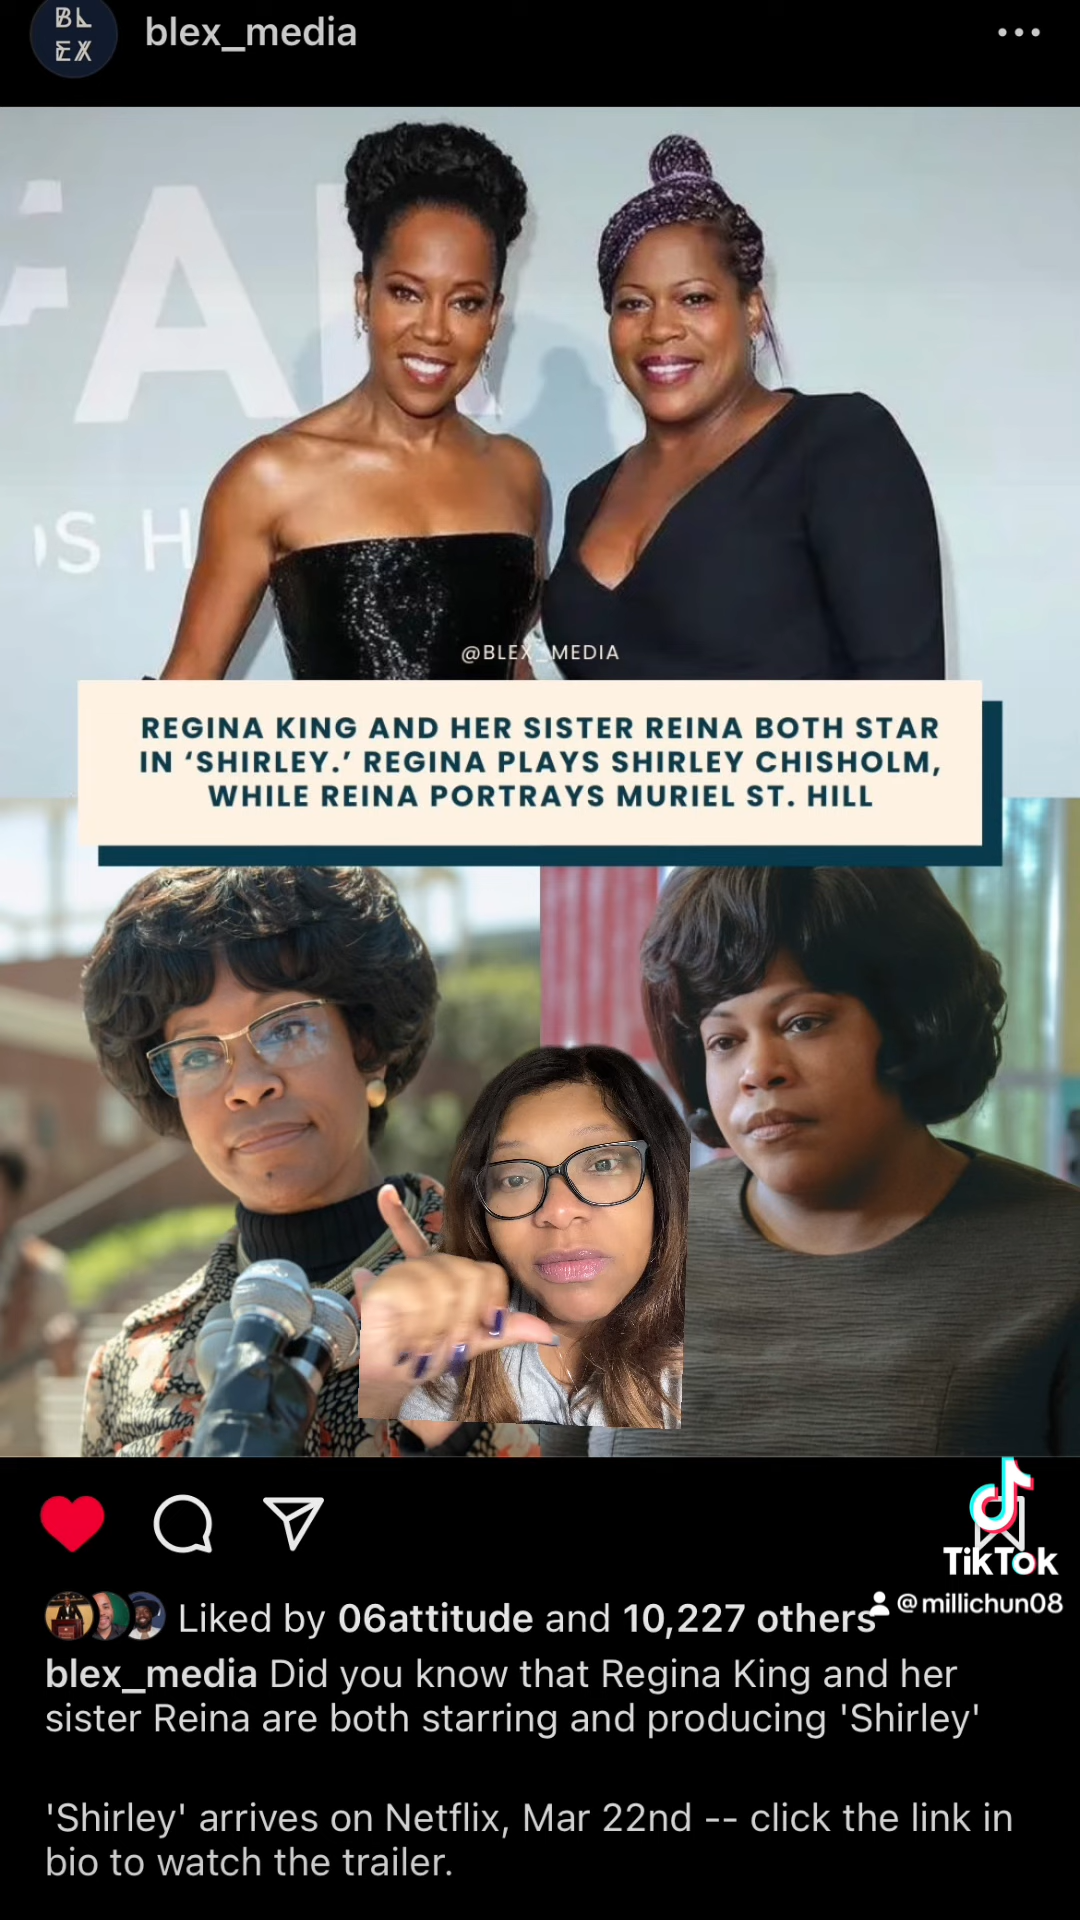 BL
EX
blex_media
FAI
OS H
@BLEX_MEDIA
REGINA KING AND HER SISTER REINA BOTH STAR
IN ‘SHIRLEY.’ REGINA PLAYS SHIRLEY CHISHOLM,
WHILE REINA PORTRAYS MURIEL ST. HILL
TikTok
@millichun08
Liked by 06attitude and 10,227 others
blex_media Did you know that Regina King and her
sister Reina are both starring and producing 'Shirley'
'Shirley' arrives on Netflix, Mar 22nd -- click the link in
bio to watch the trailer.